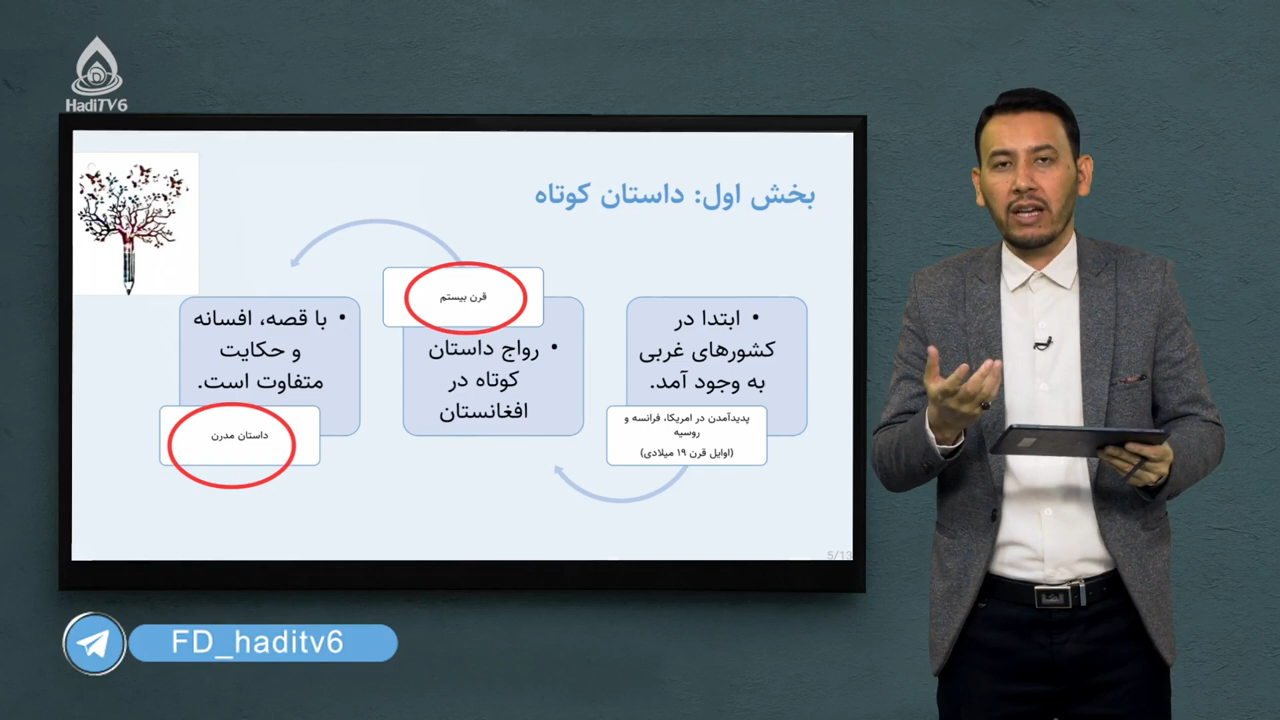 HadiTV6
بخش اول: داستان کوتاه
• ابتدا در
کشورهای غربی
به وجود آمد.
پدیدآمدن در امریکا، فرانسه و
روسیه
(اوایل قرن ۱۹ میلادی)
قرن بیستم
• رواج داستان
کوتاه در
افغانستان
• با قصه، افسانه
و حکایت
متفاوت است.
داستان مدرن
5/13
FD_haditv6